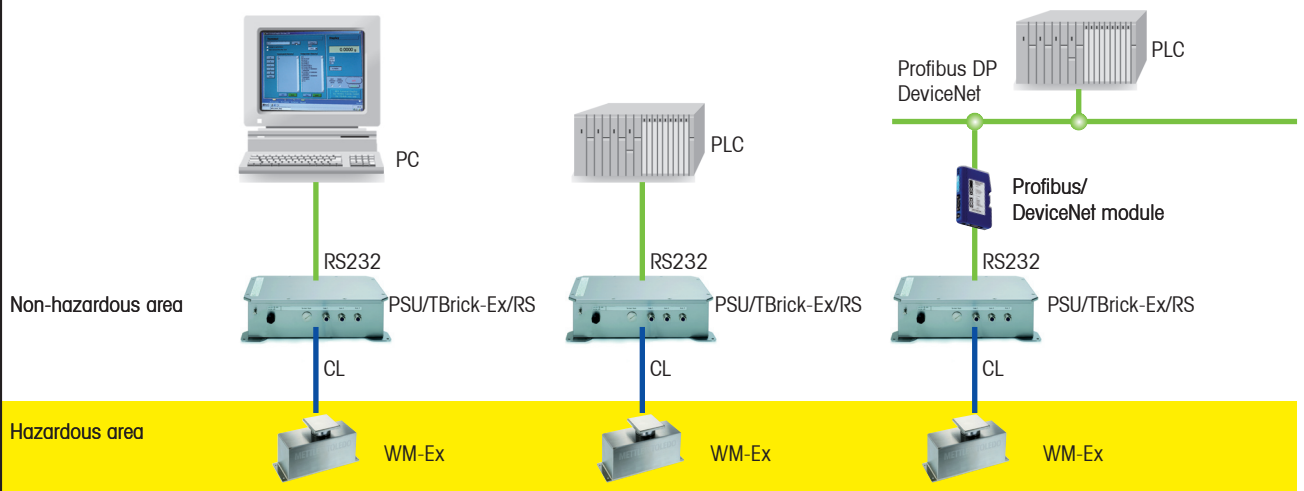 PLC
Profibus DP
DeviceNet
PLC
PC
Profibus/
DeviceNet module
RS232
RS232
RS232
Non-hazardous area
PSU/TBrick-Ex/RS
PSU/TBrick-Ex/RS
PSU/TBrick-Ex/RS
CL
CL
CL
Hazardous area
WM-Ex
WM-Ex
WM-Ex